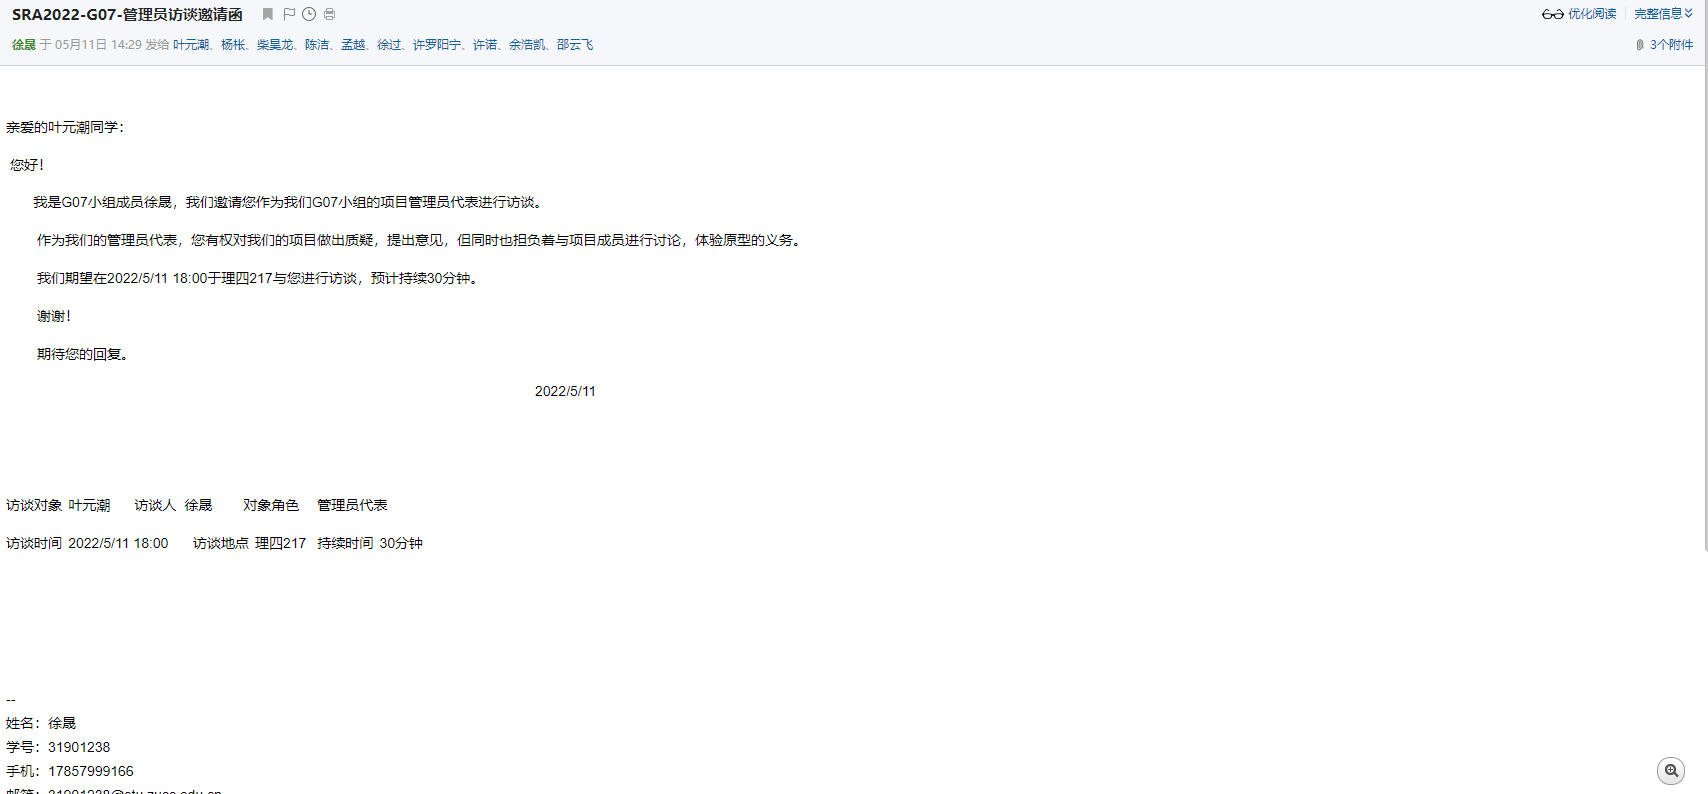 SRA2022-G07-管理员访谈邀请函
优化阅读 完整信息
徐晟 于 05月11日 14:29 发给 叶元潮、杨枨、柴昊龙、陈洁、孟越、徐过、许罗阳宁、许诺、余浩凯、邵云飞
3个附件
亲爱的叶元潮同学：
您好！
我是G07小组成员徐晟，我们邀请您作为我们G07小组的项目管理员代表进行访谈。
作为我们的管理员代表，您有权对我们的项目做出质疑，提出意见，但同时也担负着与项目成员进行讨论，体验原型的义务。
我们期望在2022/5/11 18:00于理四217与您进行访谈，预计持续30分钟。
谢谢！
期待您的回复。
2022/5/11
访谈对象 叶元潮 访谈人 徐晟 对象角色 管理员代表
访谈时间 2022/5/11 18:00 访谈地点 理四217 持续时间 30分钟
--
姓名：徐晟
学号：31901238
手机：17857999166
邮箱：31901238@stu.zucc.edu.cn